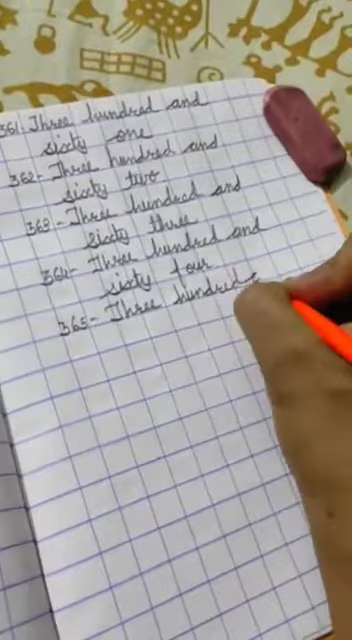 361- Three hundred and
sixty one
362- Three hundred and
sixty two
363- Three hundred and
sixty three
364- Three hundred and
sixty four
365- Three hundred